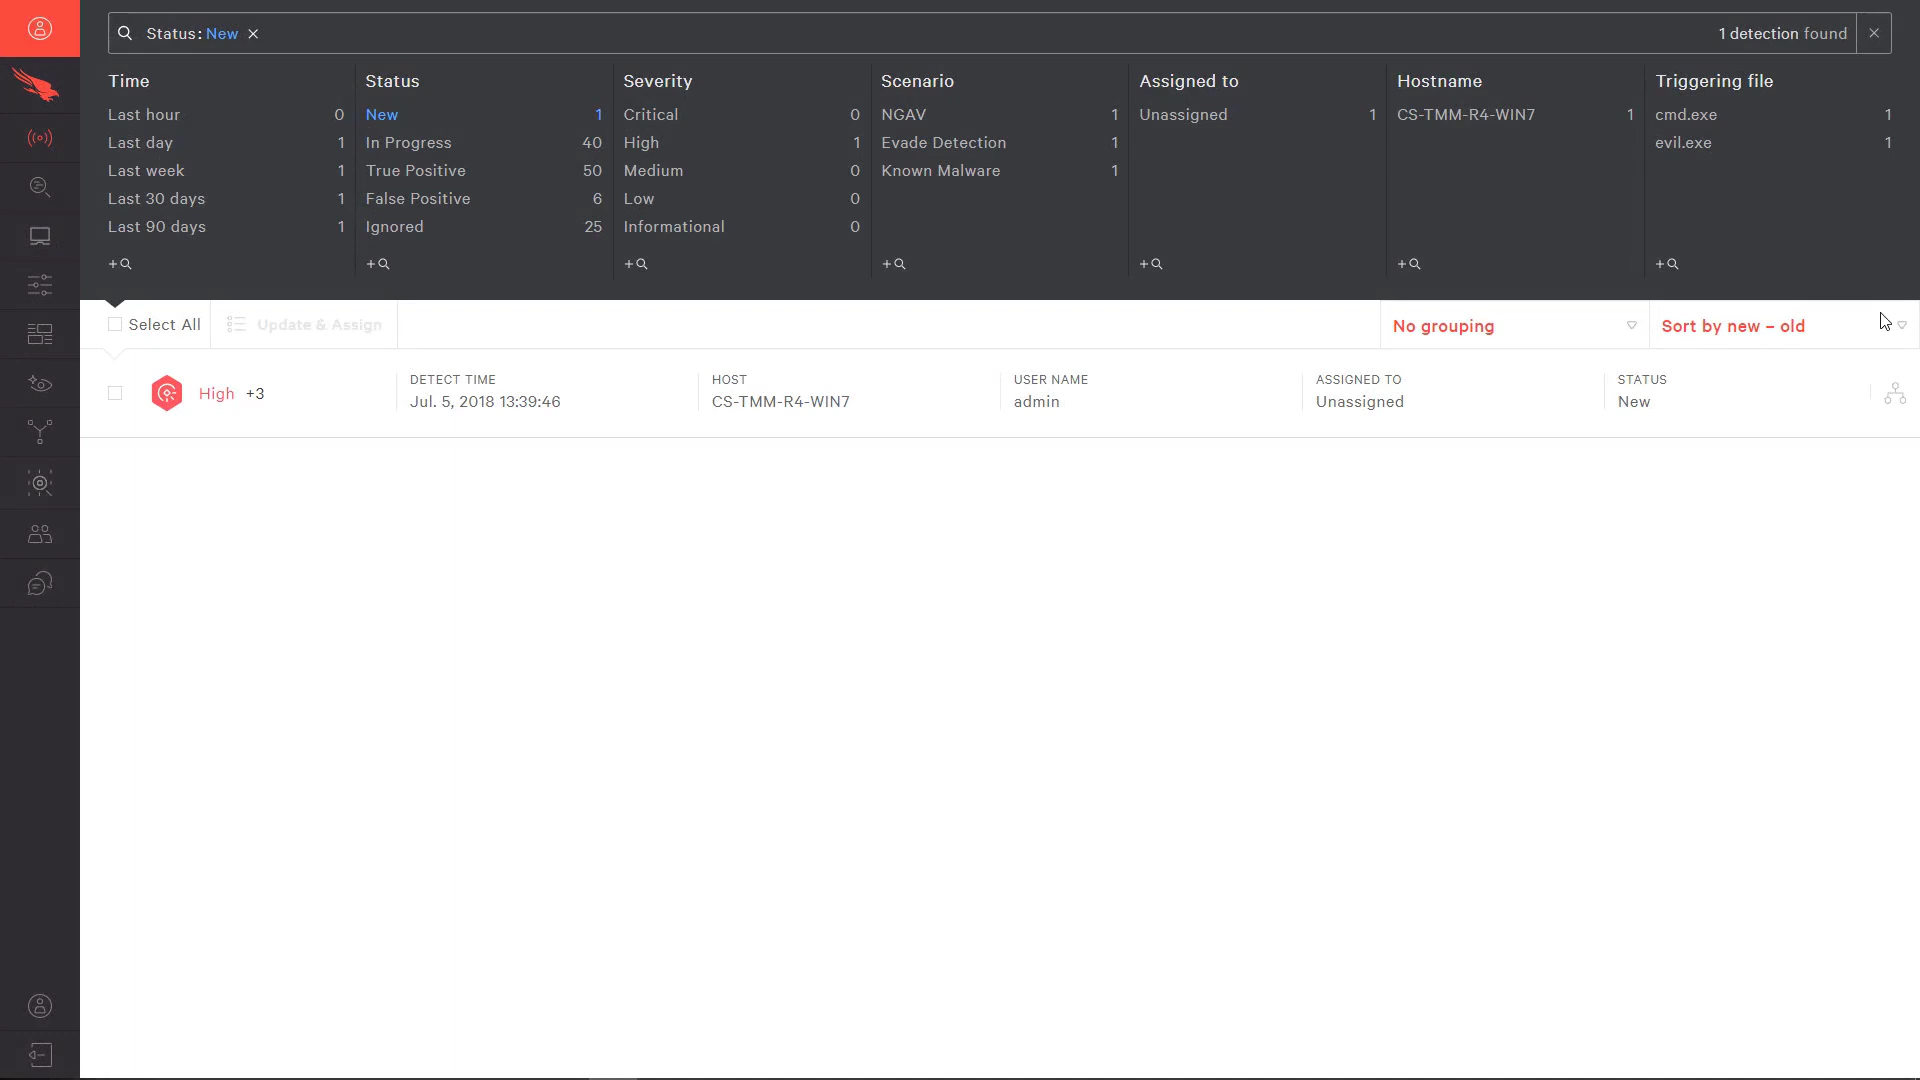 Status: New
1 detection found
Time
Last hour 0
Last day 1
Last week 1
Last 30 days 1
Last 90 days 1
Status
New 1
In Progress 40
True Positive 50
False Positive 6
Ignored 25
Severity
Critical 0
High 1
Medium 0
Low 0
Informational 0
Scenario
NGAV 1
Evade Detection 1
Known Malware 1
Assigned to
Unassigned 1
Hostname
CS-TMM-R4-WIN7 1
Triggering file
cmd.exe 1
evil.exe 1
Select All
Update & Assign
No grouping
Sort by new – old
High +3
DETECT TIME
Jul. 5, 2018 13:39:46
HOST
CS-TMM-R4-WIN7
USER NAME
admin
ASSIGNED TO
Unassigned
STATUS
New